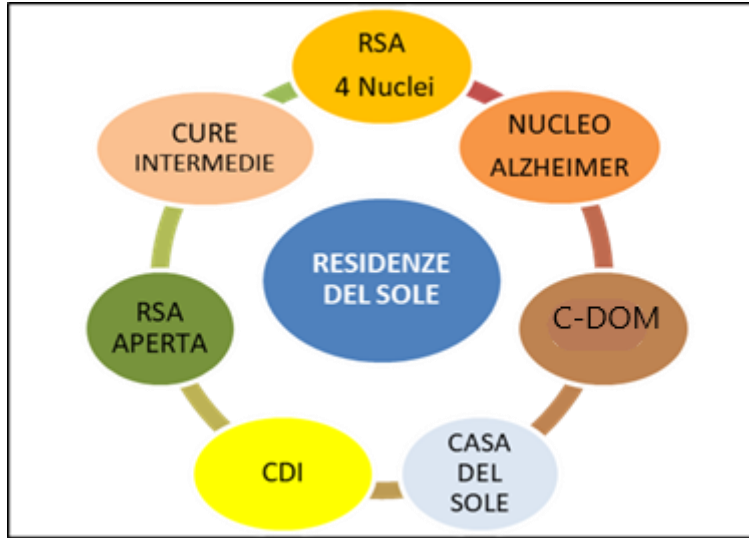 RSA
4 Nuclei
NUCLEO
ALZHEIMER
C-DOM
CASA
DEL
SOLE
CDI
RSA
APERTA
CURE
INTERMEDIE
RESIDENZE
DEL SOLE